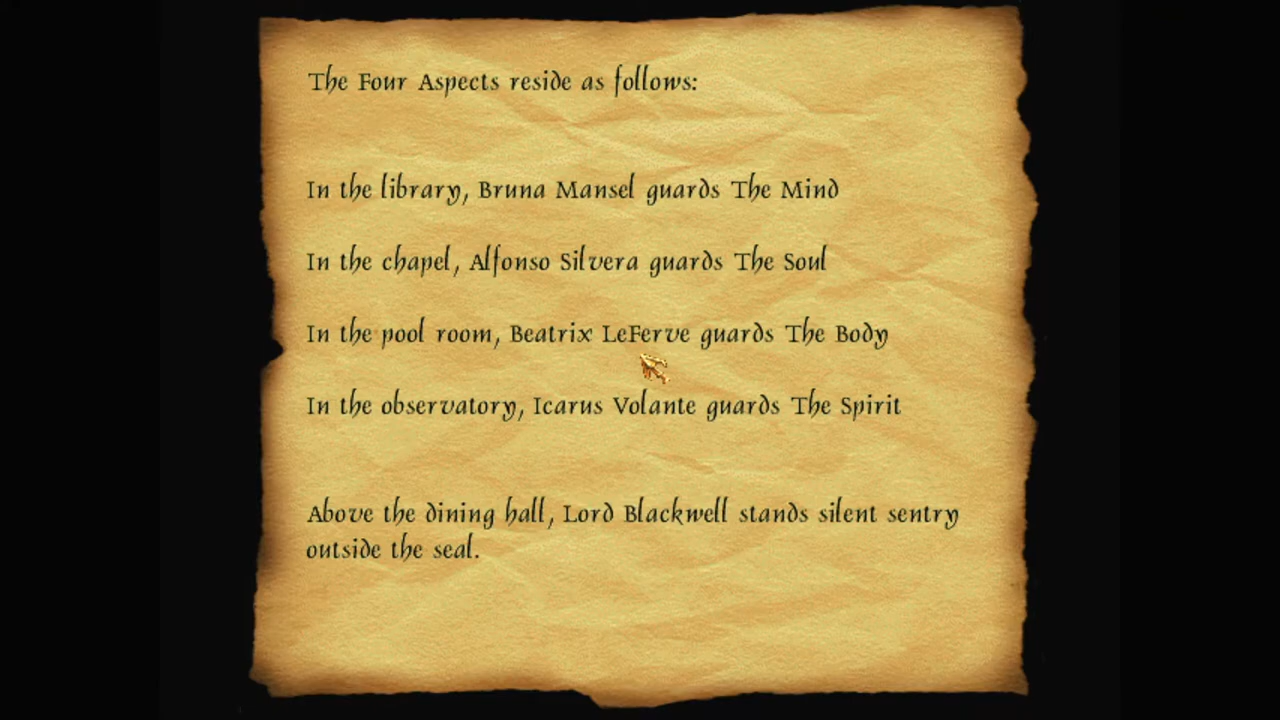 The Four Aspects reside as follows:
In the library, Bruna Mansel guards The Mind
In the chapel, Alfonso Silvera guards The Soul
In the pool room, Beatrix LeFerve guards The Body
In the observatory, Icarus Volante guards The Spirit
Above the dining hall, Lord Blackwell stands silent sentry
outside the seal.